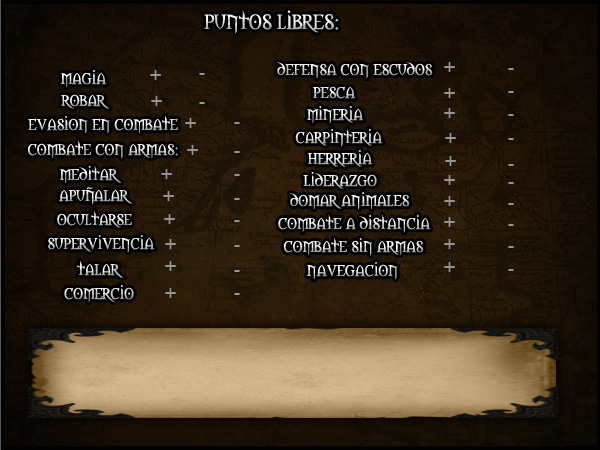 PUNTOS LIBRES:
MAGIA + -
ROBAR + -
EVASION EN COMBATE + -
COMBATE CON ARMAS: + -
MEDITAR + -
APUÑALAR + -
OCULTARSE + -
SUPERVIVENCIA + -
TALAR + -
COMERCIO + -
DEFENSA CON ESCUDOS + -
PESCA + -
MINERIA + -
CARPINTERIA + -
HERRERIA + -
LIDERAZGO + -
DOMAR ANIMALES + -
COMBATE A DISTANCIA + -
COMBATE SIN ARMAS + -
NAVEGACION + -